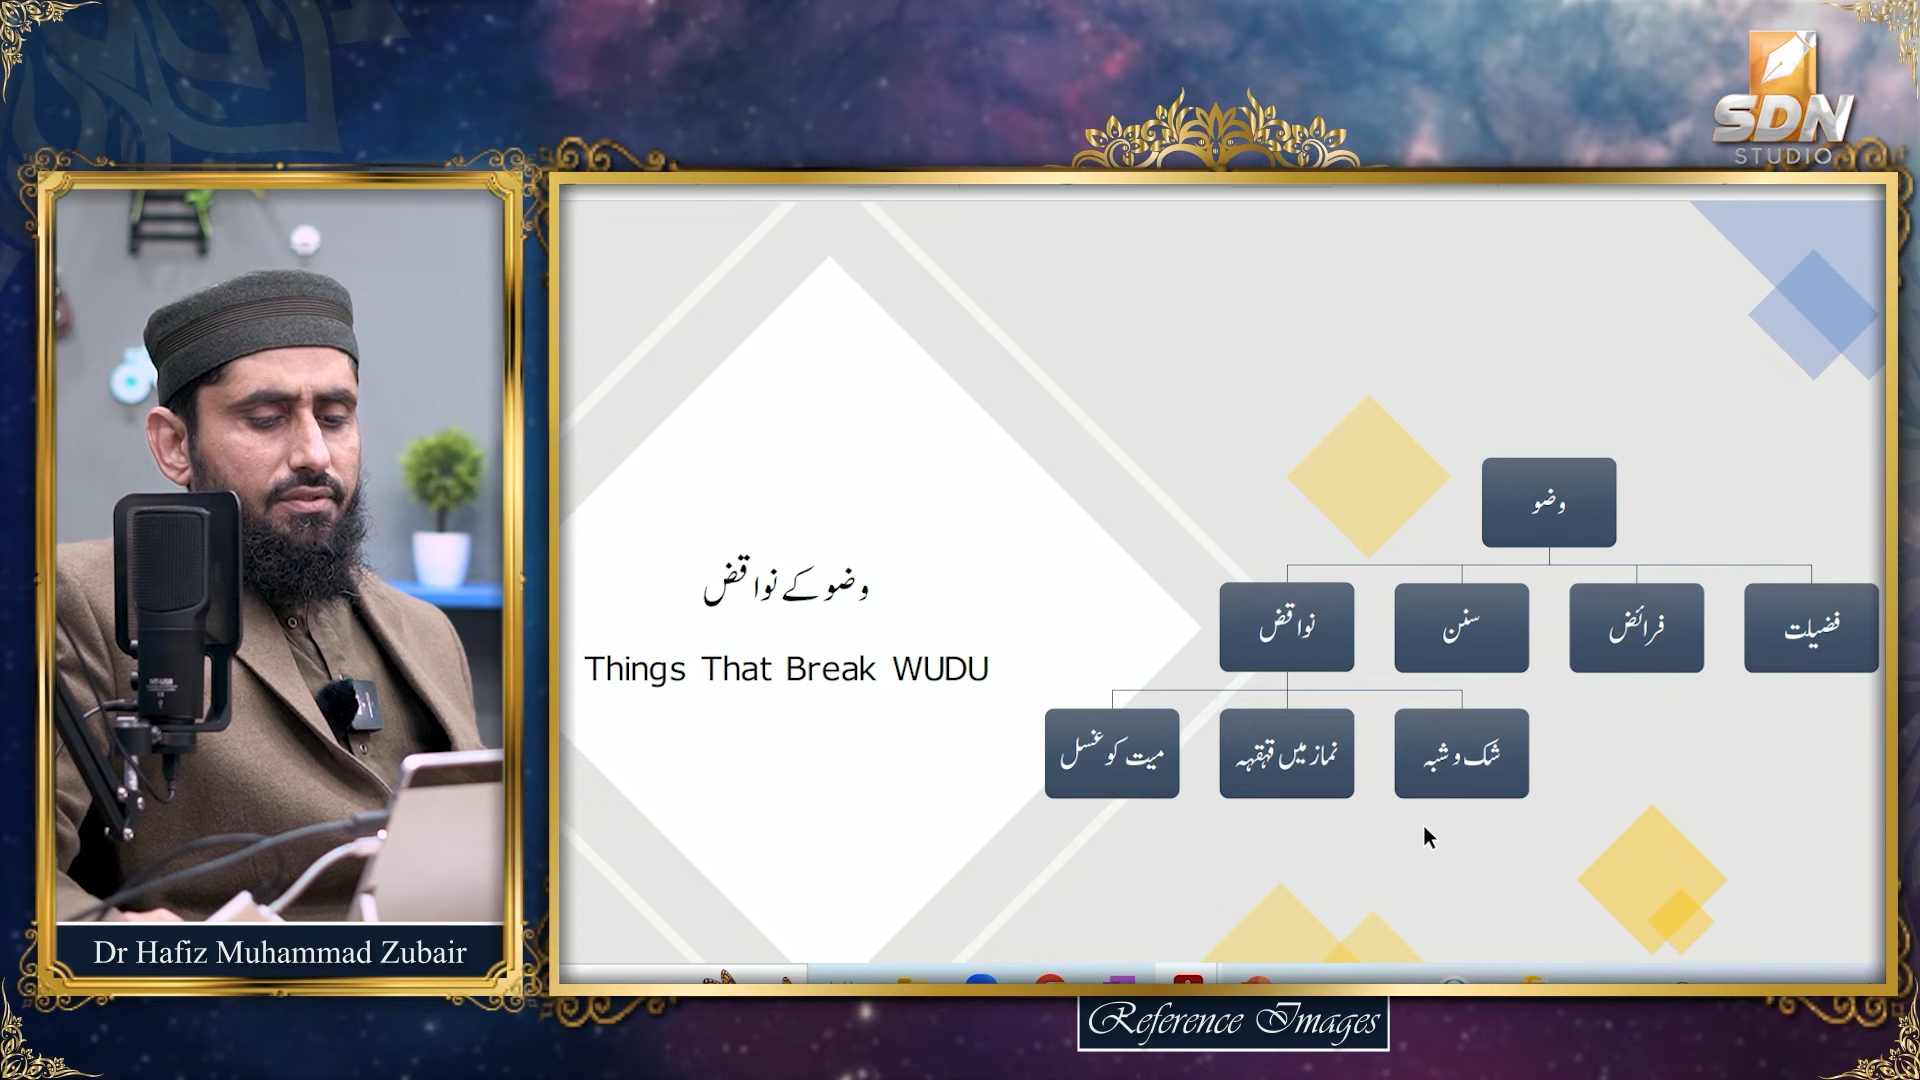 SDN
STUDIO
وضو کے نواقض
Things That Break WUDU
وضو
فضیلت
فرائض
سنن
نواقض
شک و شبہ
نماز میں قہقہہ
میت کو غسل
Dr Hafiz Muhammad Zubair
Reference Images